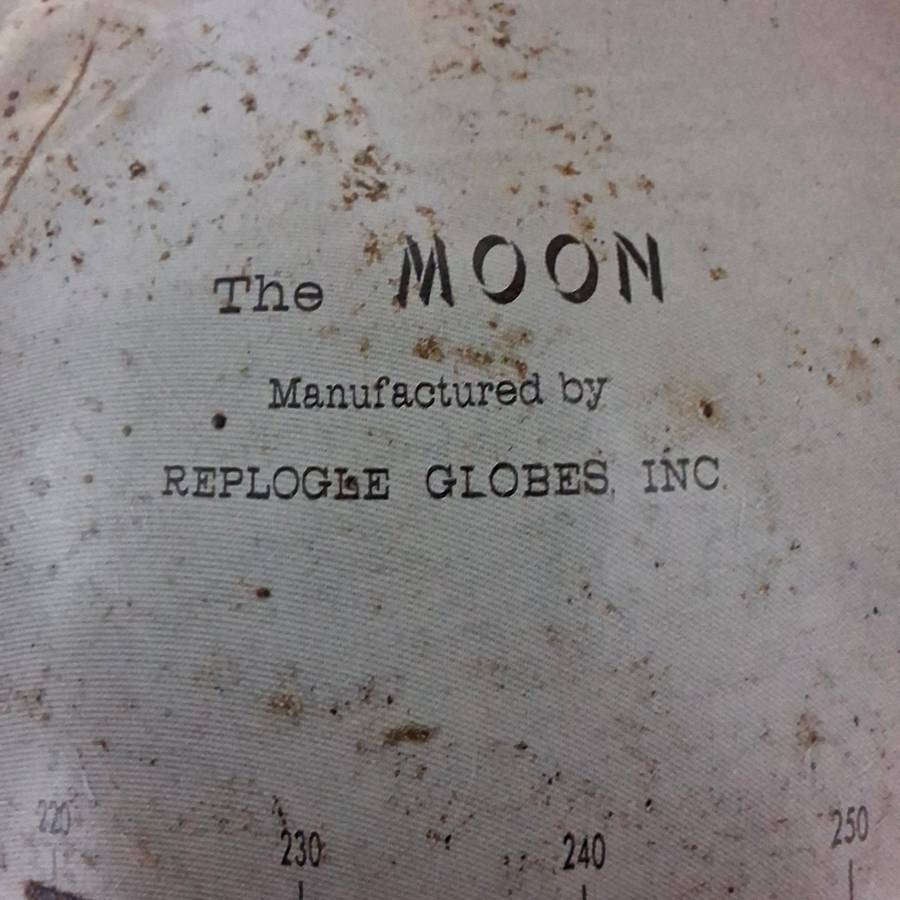 The MOON
Manufactured by
REPLOGLE GLOBES, INC.
220 230 240 250